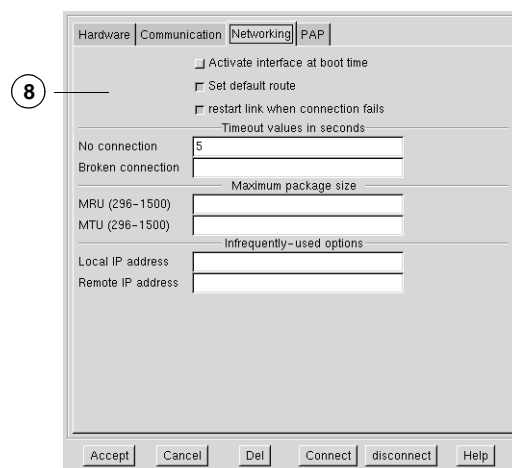 Hardware Communication Networking PAP
Activate interface at boot time
8
Set default route
restart link when connection fails
Timeout values in seconds
No connection 5
Broken connection
Maximum package size
MRU (296-1500)
MTU (296-1500)
Infrequently-used options
Local IP address
Remote IP address
Accept Cancel Del Connect disconnect Help